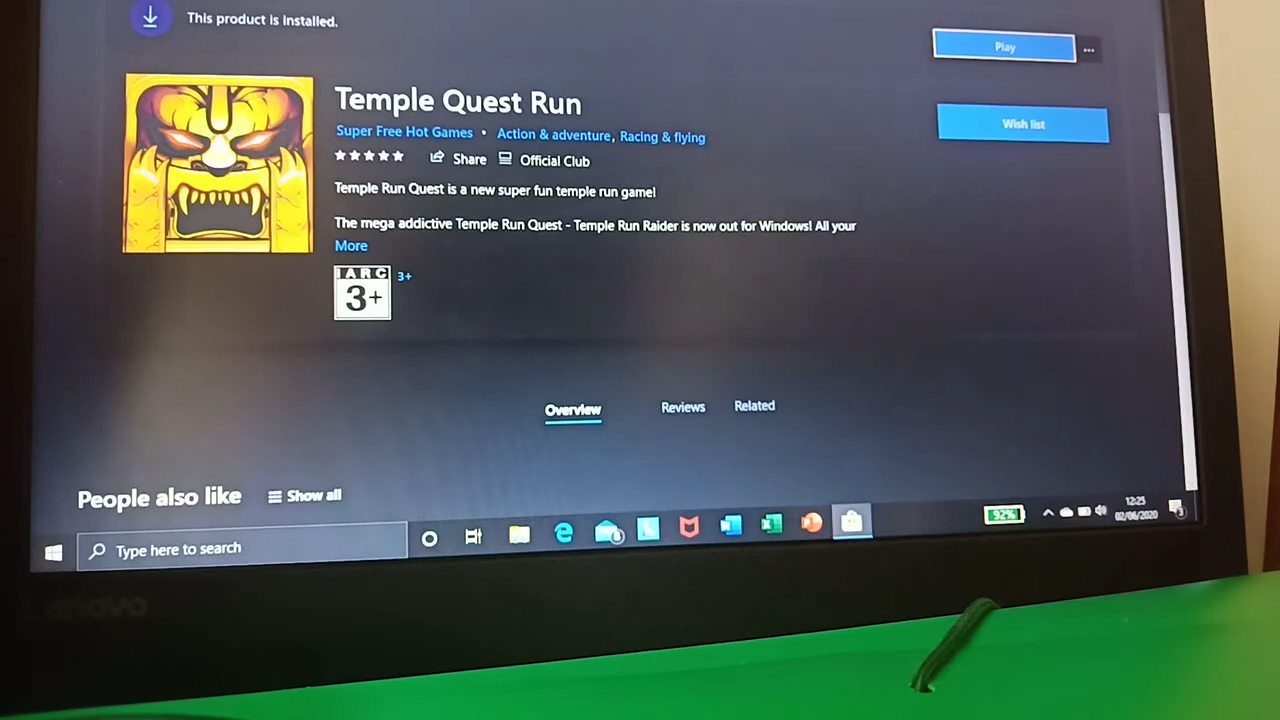 This product is installed.
Play
Temple Quest Run
Super Free Hot Games • Action & adventure, Racing & flying
Share Official Club
Wish list
Temple Run Quest is a new super fun temple run game!
The mega addictive Temple Run Quest - Temple Run Raider is now out for Windows! All your
More
IARC 3+
3+
Overview Reviews Related
People also like Show all
Type here to search
92%
12:25
02/06/2020
Lenovo